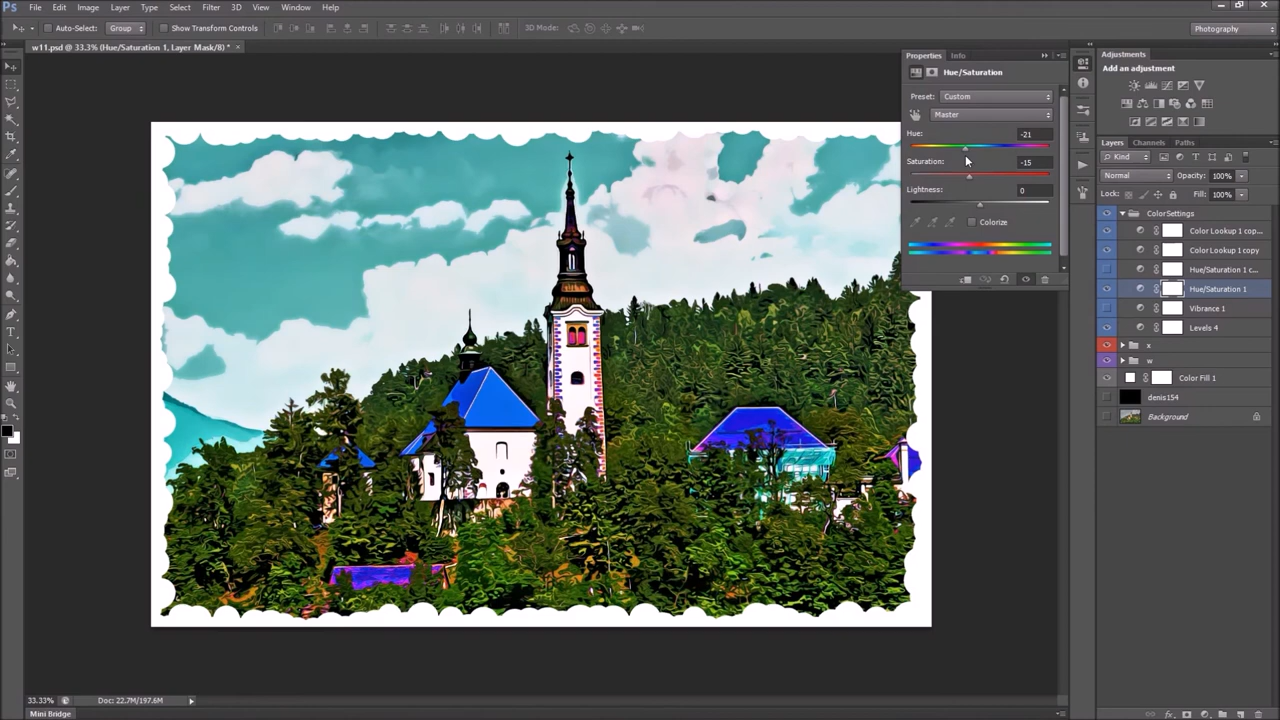 Ps File Edit Image Layer Type Select Filter 3D View Window Help
Auto-Select: Group Show Transform Controls 3D Mode: Photography
w11.psd @ 33.3% (Hue/Saturation 1, Layer Mask/8) * ×
Properties Info
Hue/Saturation
Preset: Custom
Master
Hue: -21
Saturation: -15
Lightness: 0
Colorize
Adjustments
Add an adjustment
Layers Channels Paths
Kind
Normal Opacity: 100%
Lock: Fill: 100%
ColorSettings
Color Lookup 1 cop...
Color Lookup 1 copy
Hue/Saturation 1 c...
Hue/Saturation 1
Vibrance 1
Levels 4
x
w
Color Fill 1
denis154
Background
33.33% Doc: 22.7M/197.6M
Mini Bridge